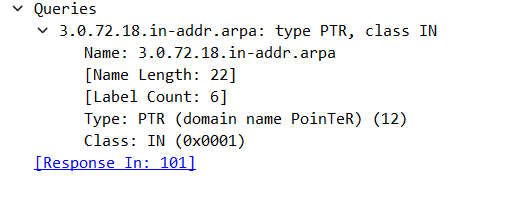 Queries
3.0.72.18.in-addr.arpa: type PTR, class IN
Name: 3.0.72.18.in-addr.arpa
[Name Length: 22]
[Label Count: 6]
Type: PTR (domain name PoinTeR) (12)
Class: IN (0x0001)
[Response In: 101]